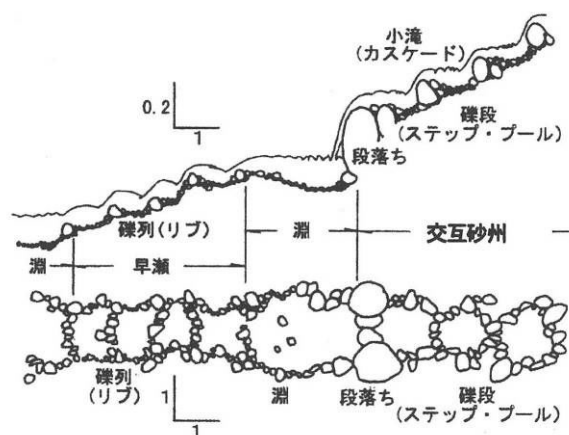 小滝
(カスケード)
0.2
1
礫段
(ステップ・プール)
段落ち
礫列(リブ)
淵
交互砂州
淵
早瀬
礫列
(リブ)
1
1
淵
段落ち
礫段
(ステップ・プール)